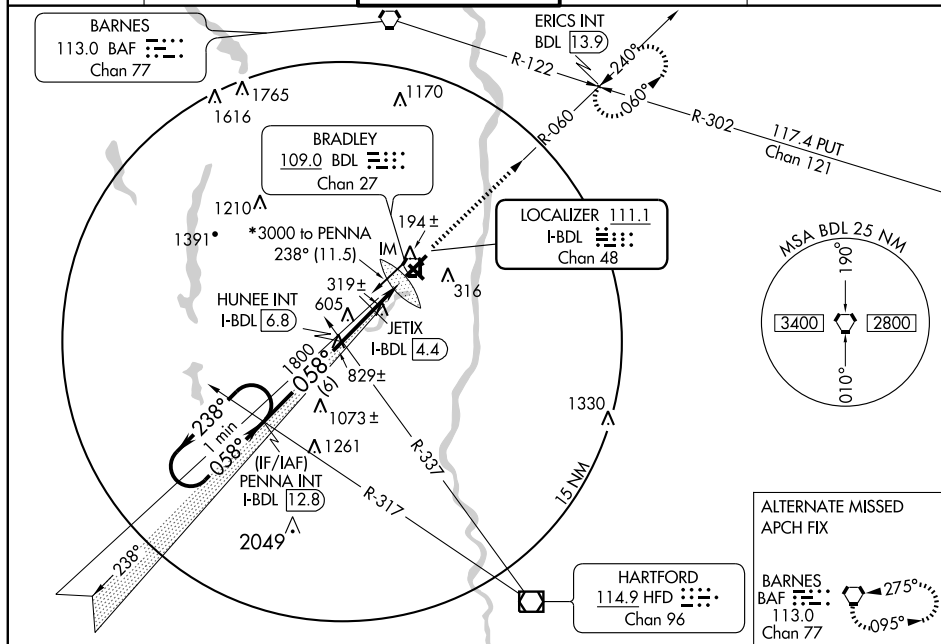 BARNES
113.0 BAF
Chan 77
ERICS INT
BDL 13.9
R-122
240°
060°
R-060
R-302
117.4 PUT
Chan 121
1765
1616
1170
BRADLEY
109.0 BDL
Chan 27
1210
1391
*3000 to PENNA
238° (11.5)
IM
194±
LOCALIZER 111.1
I-BDL
Chan 48
316
319±
605
HUNEE INT
I-BDL 6.8
JETIX
I-BDL 4.4
1800
058°
(6)
829±
MSA BDL 25 NM
190°
3400
2800
010°
238°
1 min
058°
1073±
1261
(IF/IAF)
PENNA INT
I-BDL 12.8
R-337
R-317
1330
15 NM
2049
238°
HARTFORD
114.9 HFD
Chan 96
ALTERNATE MISSED
APCH FIX
BARNES
BAF
113.0
Chan 77
275°
095°